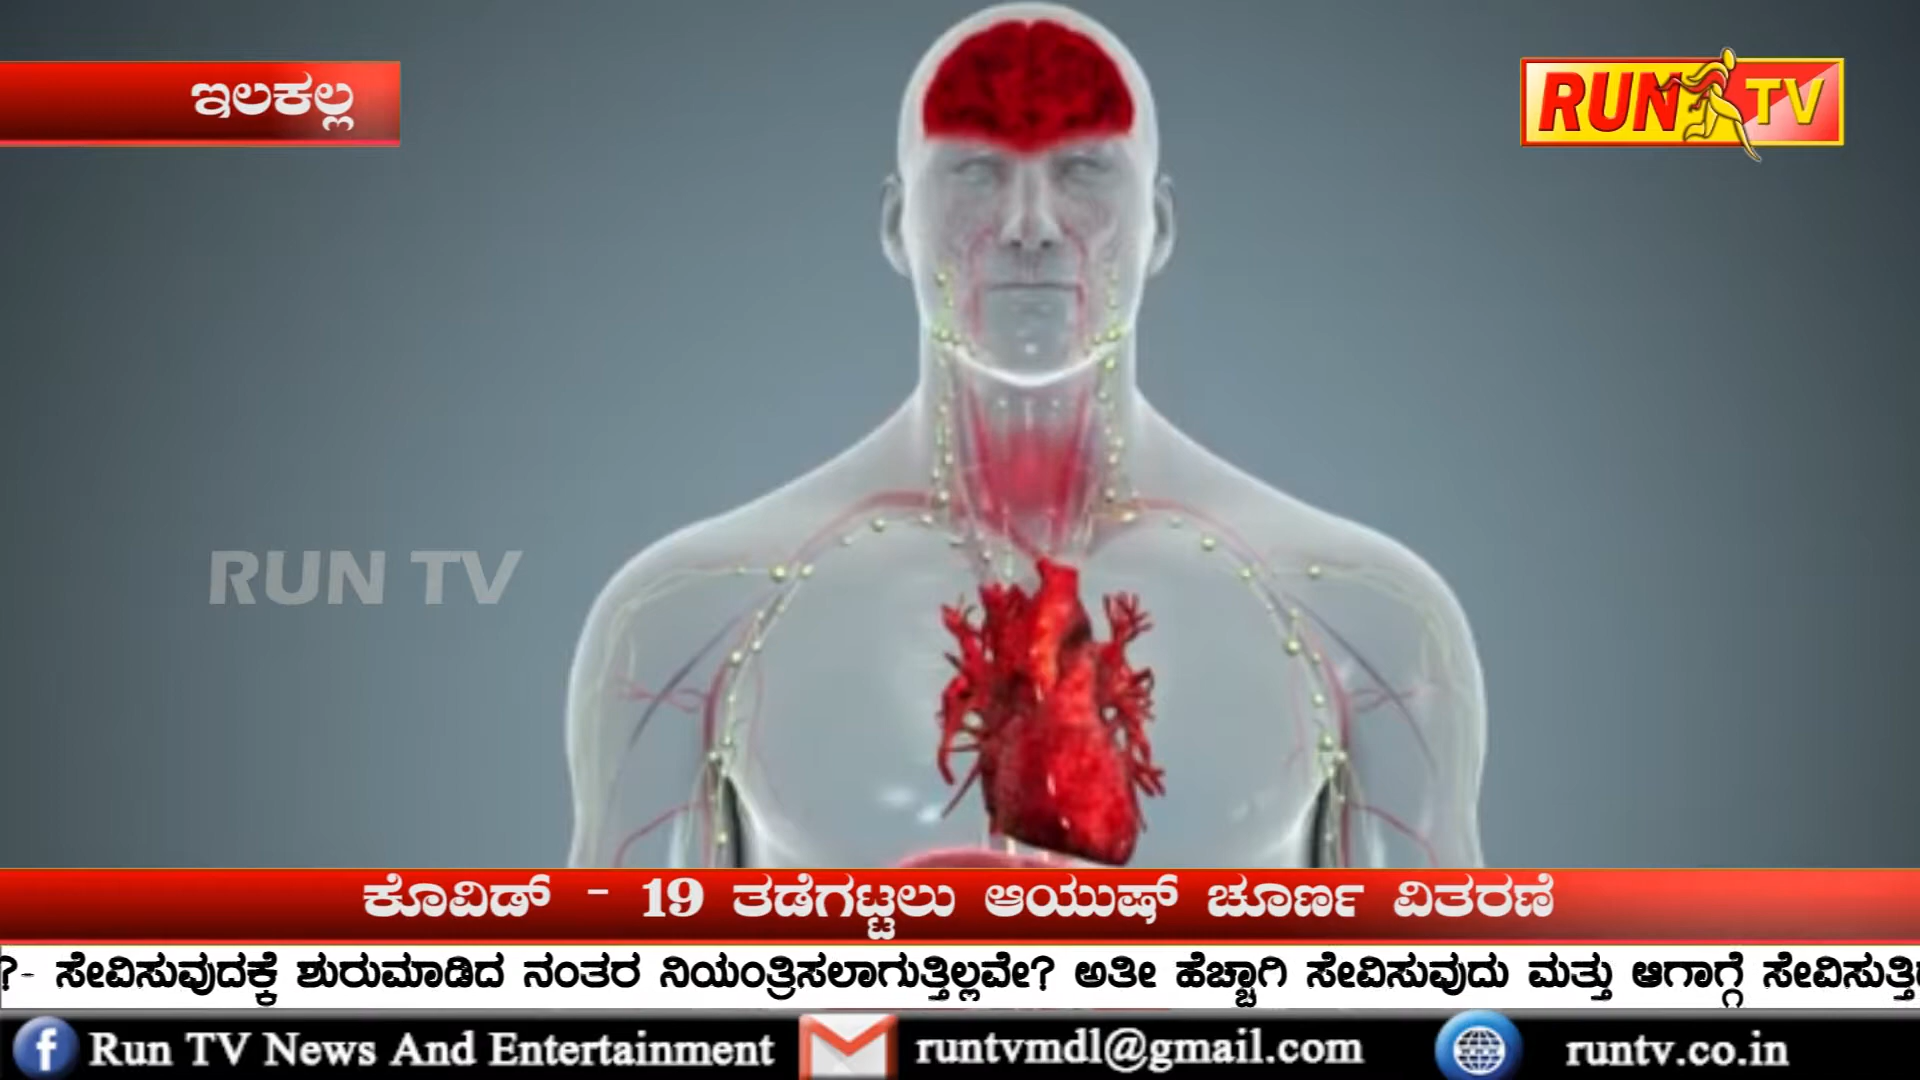 ಇಲಕಲ್ಲ
RUN TV
RUN TV
ಕೊವಿಡ್ - 19 ತಡೆಗಟ್ಟಲು ಆಯುಷ್ ಚೂರ್ಣ ವಿತರಣೆ
?- ಸೇವಿಸುವುದಕ್ಕೆ ಶುರುಮಾಡಿದ ನಂತರ ನಿಯಂತ್ರಿಸಲಾಗುತ್ತಿಲ್ಲವೇ? ಅತೀ ಹೆಚ್ಚಾಗಿ ಸೇವಿಸುವುದು ಮತ್ತು ಆಗಾಗ್ಗೆ
Run TV News And Entertainment runtvmdl@gmail.com runtv.co.in